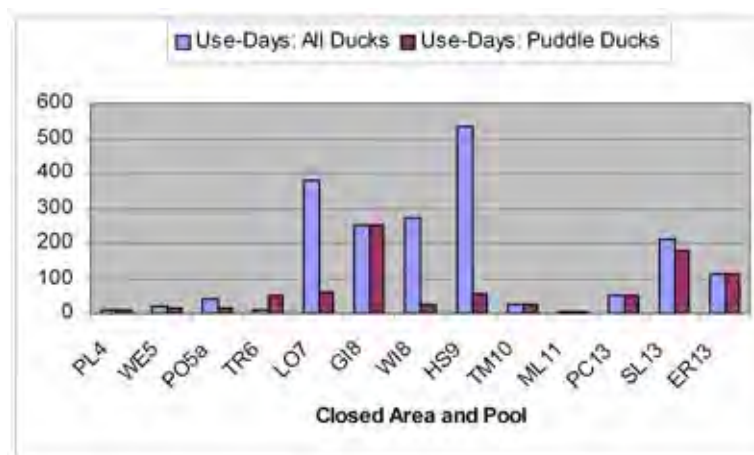 Use-Days: All Ducks Use-Days: Puddle Ducks
600
500
400
300
200
100
0
PL4 WE5 PO5a TR6 LO7 GI8 WI8 HS9 TM10 ML11 PC13 SL13 ER13
Closed Area and Pool